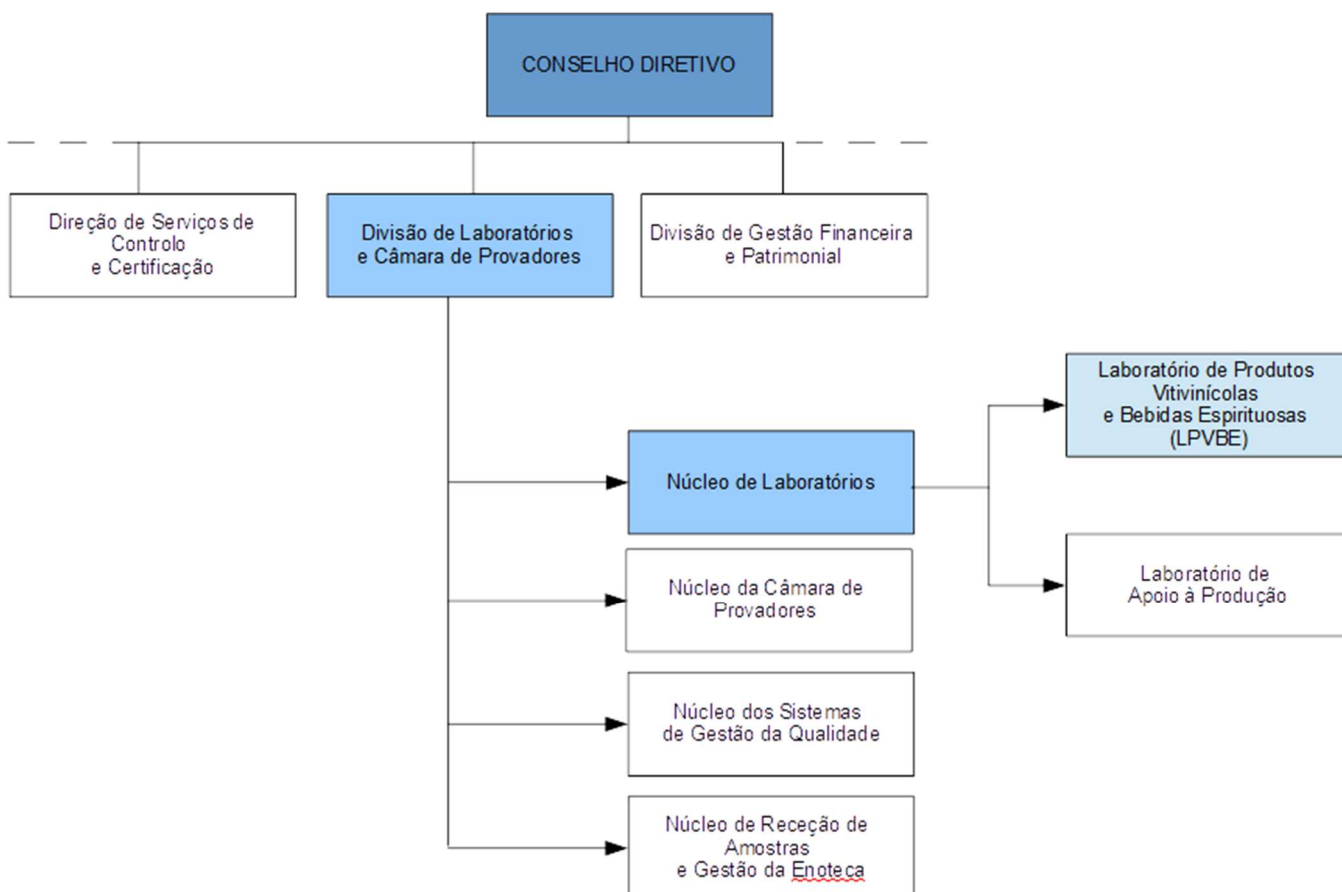 CONSELHO DIRETIVO
Direção de Serviços de
Controlo
e Certificação
Divisão de Laboratórios
e Câmara de Provadores
Divisão de Gestão Financeira
e Patrimonial
Laboratório de Produtos
Vitivinícolas
e Bebidas Espirituosas
(LPVBE)
Núcleo de Laboratórios
Núcleo da Câmara de
Provadores
Laboratório de
Apoio à Produção
Núcleo dos Sistemas
de Gestão da Qualidade
Núcleo de Receção de
Amostras
e Gestão da Enoteca